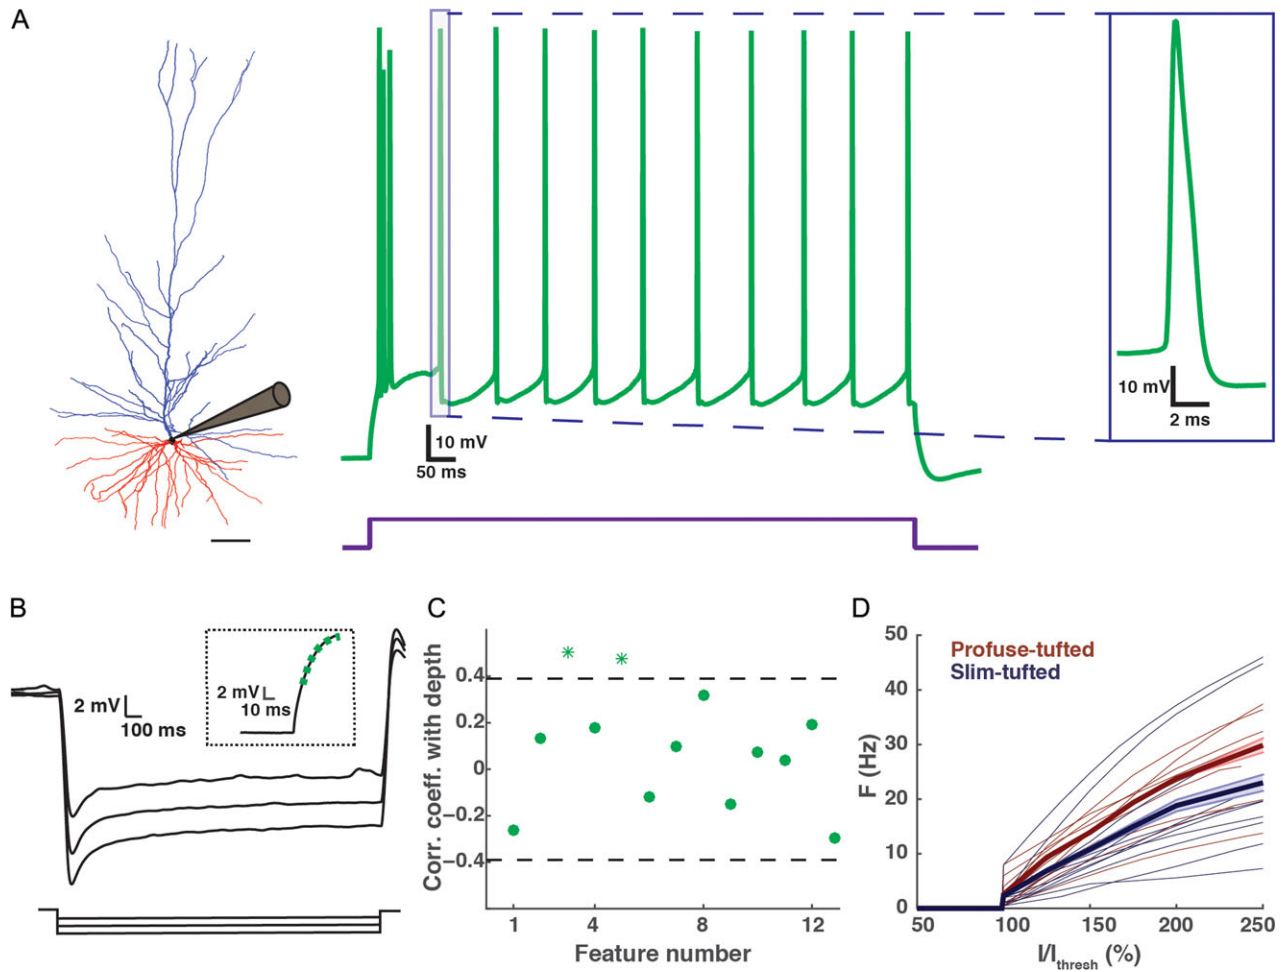 A
10 mV
50 ms
10 mV
2 ms
B
2 mV
100 ms
2 mV
10 ms
C
Corr. coeff. with depth
0.4
0.2
0
−0.2
−0.4
1
4
8
12
Feature number
D
Profuse-tufted
Slim-tufted
F (Hz)
50
40
30
20
10
0
50
100
150
200
250
I/Ithresh (%)